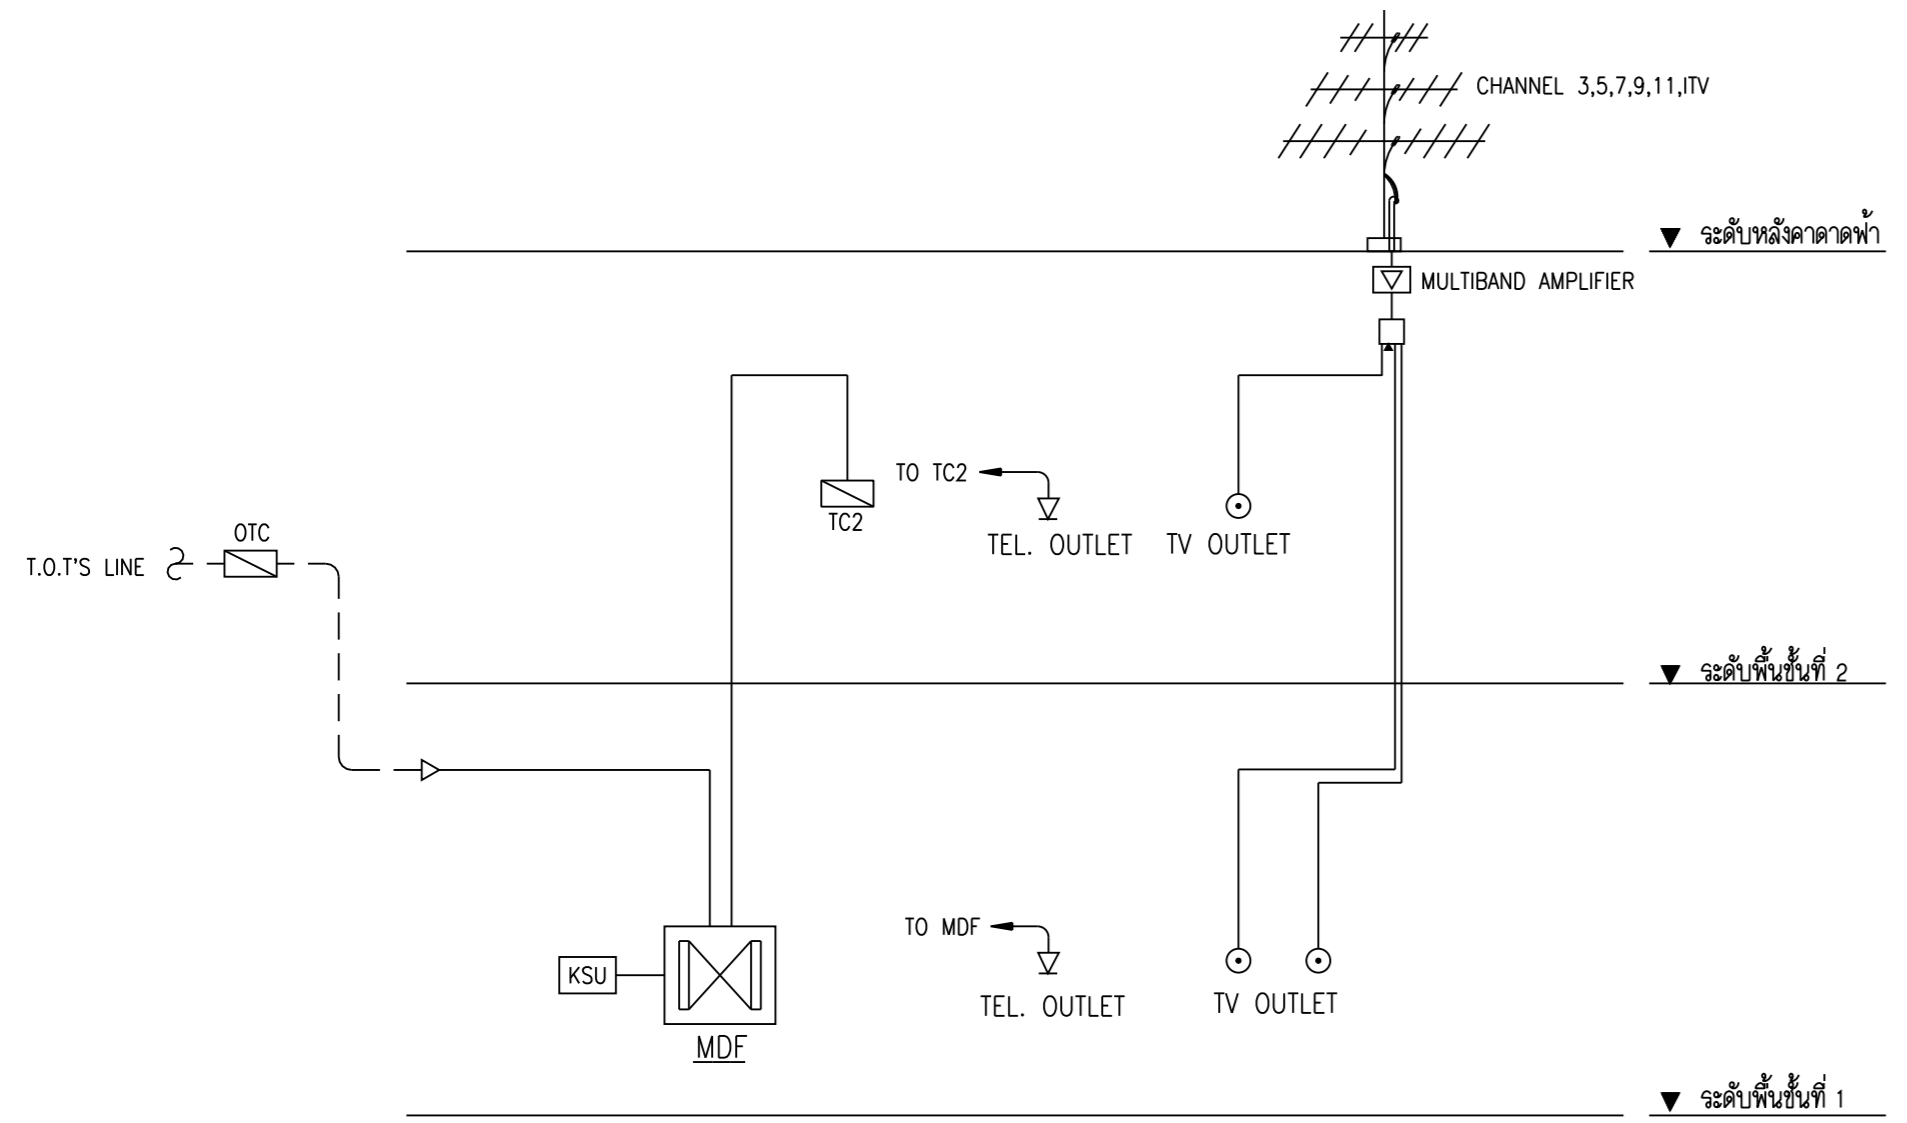 CHANNEL 3,5,7,9,11,ITV
ระดับหลังคาดาดฟ้า
MULTIBAND AMPLIFIER
TO TC2
TC2
TEL. OUTLET
TV OUTLET
OTC
T.O.T'S LINE
ระดับพื้นชั้นที่ 2
TO MDF
KSU
TEL. OUTLET
TV OUTLET
MDF
ระดับพื้นชั้นที่ 1